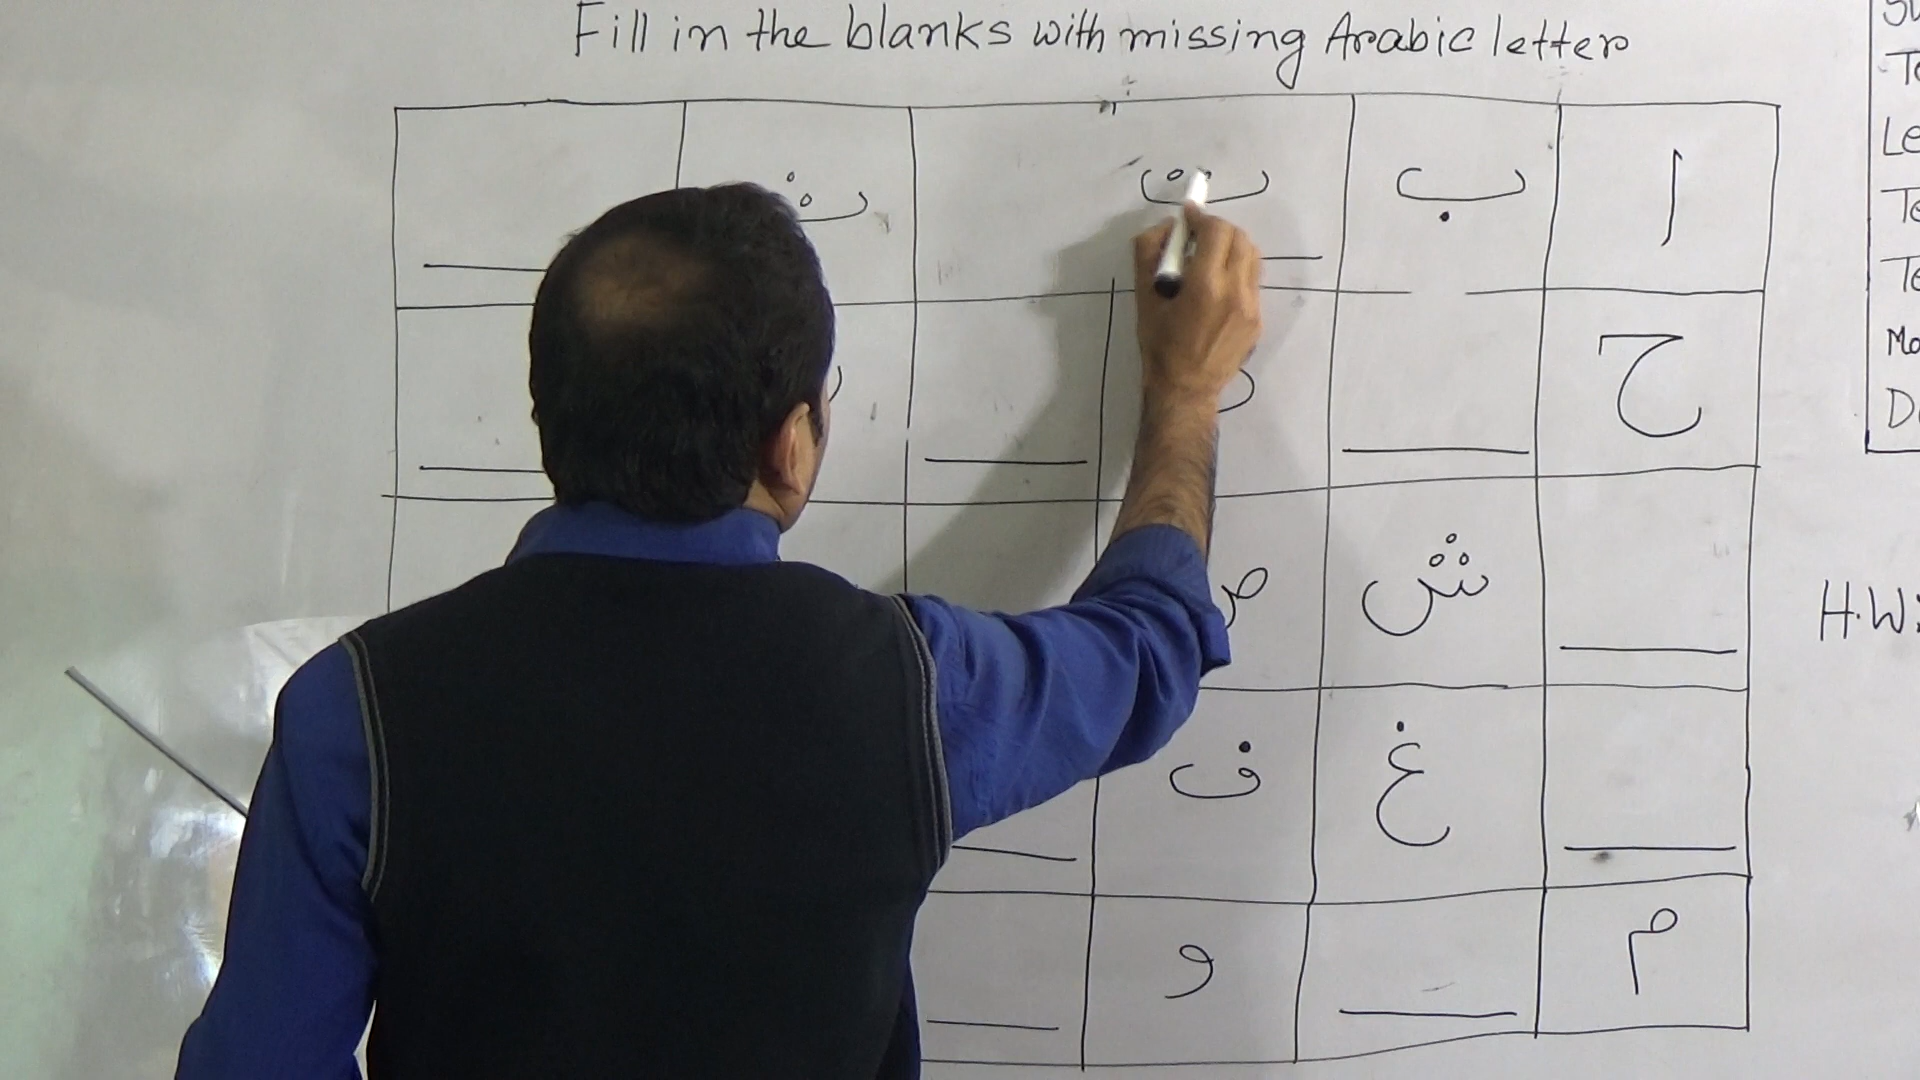 Fill in the blanks with missing Arabic letter
ا ب ت ث
ح
ش ص
غ ف
م و
H.W: